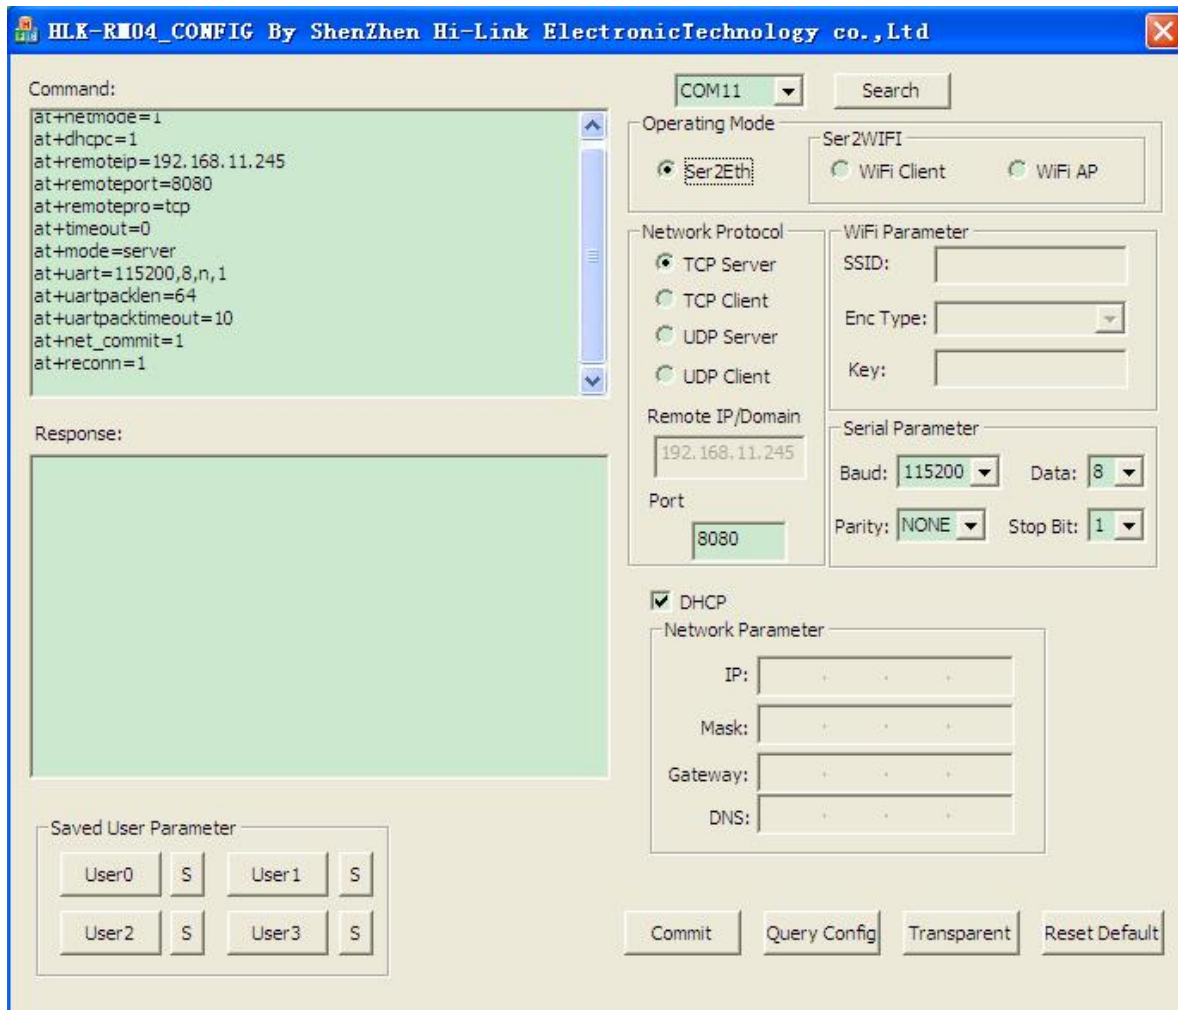 HLK-RM04_CONFIG By ShenZhen Hi-Link ElectronicTechnology co.,Ltd
Command:
at+netmode=1
at+dhcpc=1
at+remoteip=192.168.11.245
at+remoteport=8080
at+remotepro=tcp
at+timeout=0
at+mode=server
at+uart=115200,8,n,1
at+uartpacklen=64
at+uartpacktimeout=10
at+net_commit=1
at+reconn=1
Response:
Saved User Parameter
User0 S User1 S
User2 S User3 S
COM11 Search
Operating Mode
Ser2Eth
Ser2WIFI
WiFi Client WiFi AP
Network Protocol
TCP Server
TCP Client
UDP Server
UDP Client
Remote IP/Domain
192.168.11.245
Port
8080
WiFi Parameter
SSID:
Enc Type:
Key:
Serial Parameter
Baud: 115200 Data: 8
Parity: NONE Stop Bit: 1
DHCP
Network Parameter
IP:
Mask:
Gateway:
DNS:
Commit Query Config Transparent Reset Default